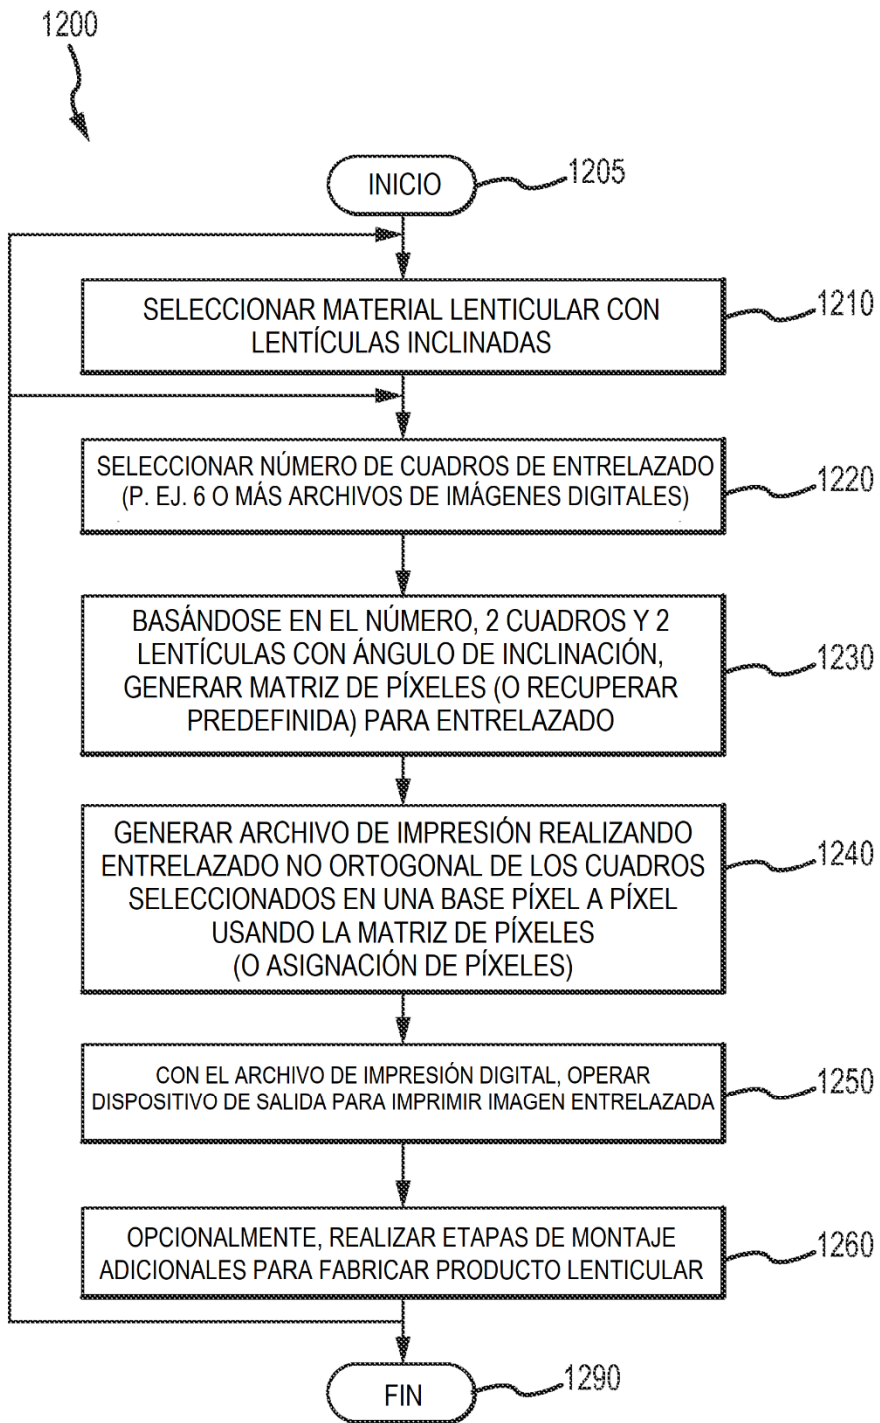 1200
INICIO
1205
SELECCIONAR MATERIAL LENTICULAR CON
LENTÍCULAS INCLINADAS
1210
SELECCIONAR NÚMERO DE CUADROS DE ENTRELAZADO
(P. EJ. 6 O MÁS ARCHIVOS DE IMÁGENES DIGITALES)
1220
BASÁNDOSE EN EL NÚMERO, 2 CUADROS Y 2
LENTÍCULAS CON ÁNGULO DE INCLINACIÓN,
GENERAR MATRIZ DE PÍXELES (O RECUPERAR
PREDEFINIDA) PARA ENTRELAZADO
1230
GENERAR ARCHIVO DE IMPRESIÓN REALIZANDO
ENTRELAZADO NO ORTOGONAL DE LOS CUADROS
SELECCIONADOS EN UNA BASE PÍXEL A PÍXEL
USANDO LA MATRIZ DE PÍXELES
(O ASIGNACIÓN DE PÍXELES)
1240
CON EL ARCHIVO DE IMPRESIÓN DIGITAL, OPERAR
DISPOSITIVO DE SALIDA PARA IMPRIMIR IMAGEN ENTRELAZADA
1250
OPCIONALMENTE, REALIZAR ETAPAS DE MONTAJE
ADICIONALES PARA FABRICAR PRODUCTO LENTICULAR
1260
FIN
1290